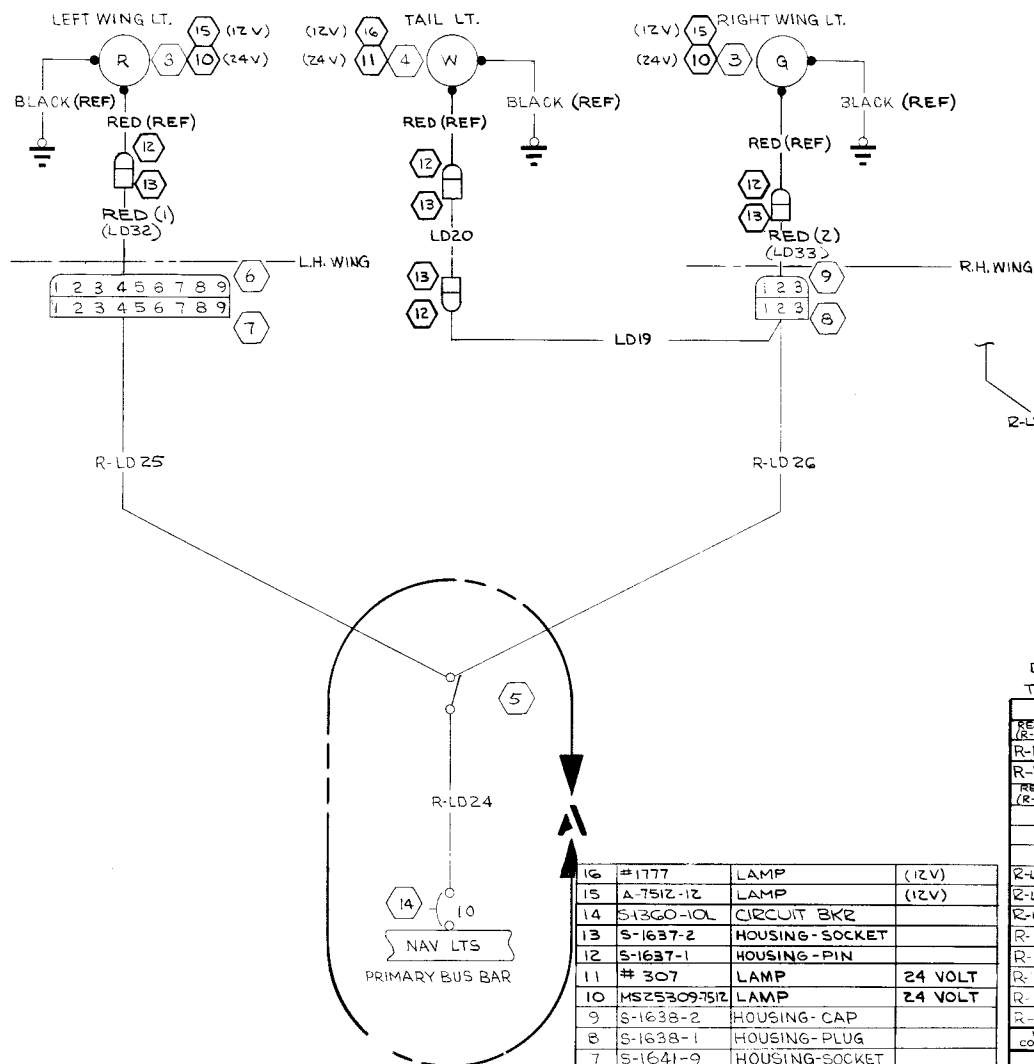 LEFT WING LT.
15 (12V)
R 3 10 (24V)
BLACK (REF)
RED (REF)
12
13
RED (1)
(LD32)
L.H. WING
6
1 2 3 4 5 6 7 8 9
1 2 3 4 5 6 7 8 9
7
R-LD25
TAIL LT.
(12V) 16
(24V) 11 4 W
BLACK (REF)
RED (REF)
12
13
LD20
13
12
LD19
RIGHT WING LT.
(12V) 15
(24V) 10 3 G
BLACK (REF)
RED (REF)
12
13
RED (2)
(LD33)
R.H. WING
9
1 2 3
1 2 3
8
R-LD26
5
R-LD24
A
14
10
NAV LTS
PRIMARY BUS BAR
16 #1777 LAMP (12V)
15 A-7512-12 LAMP (12V)
14 S-1360-10L CIRCUIT BKR
13 S-1637-2 HOUSING-SOCKET
12 S-1637-1 HOUSING-PIN
11 # 307 LAMP 24 VOLT
10 MS25309-7512 LAMP 24 VOLT
9 S-1638-2 HOUSING-CAP
8 S-1638-1 HOUSING-PLUG
7 S-1641-9 HOUSING-SOCKET